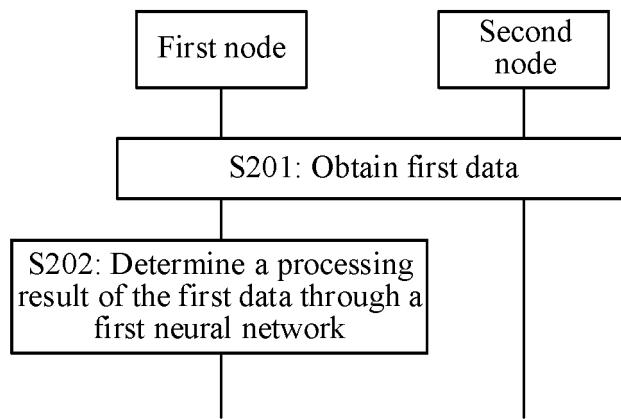 First node
Second
node
S201: Obtain first data
S202: Determine a processing
result of the first data through a
first neural network